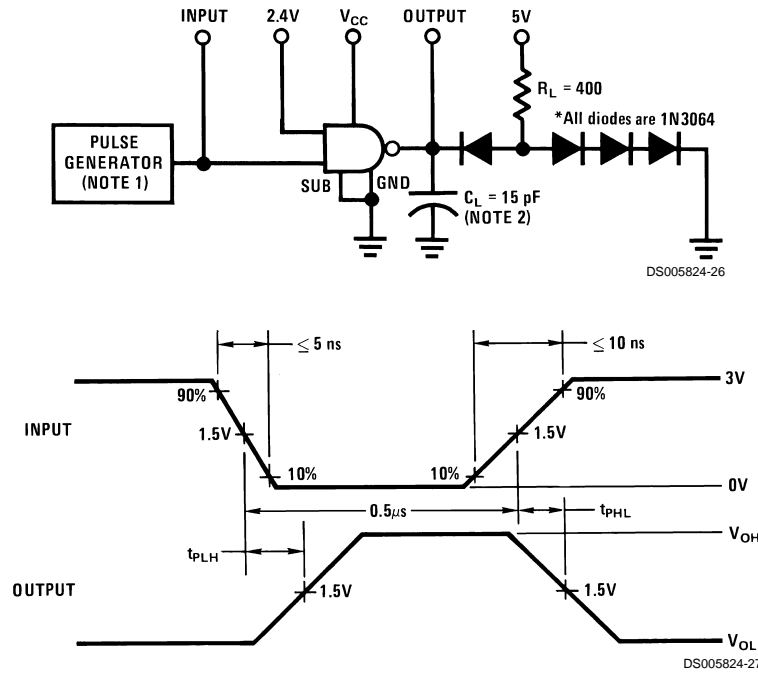 INPUT 2.4V VCC OUTPUT 5V
RL = 400
*All diodes are 1N3064
PULSE
GENERATOR
(NOTE 1)
SUB GND
CL = 15 pF
(NOTE 2)
DS005824-26
≤ 5 ns ≤ 10 ns
3V
90% 90%
INPUT 1.5V 1.5V
10% 10%
0V
0.5μs tPHL
VOH
tPLH
OUTPUT 1.5V 1.5V
VOL
DS005824-27